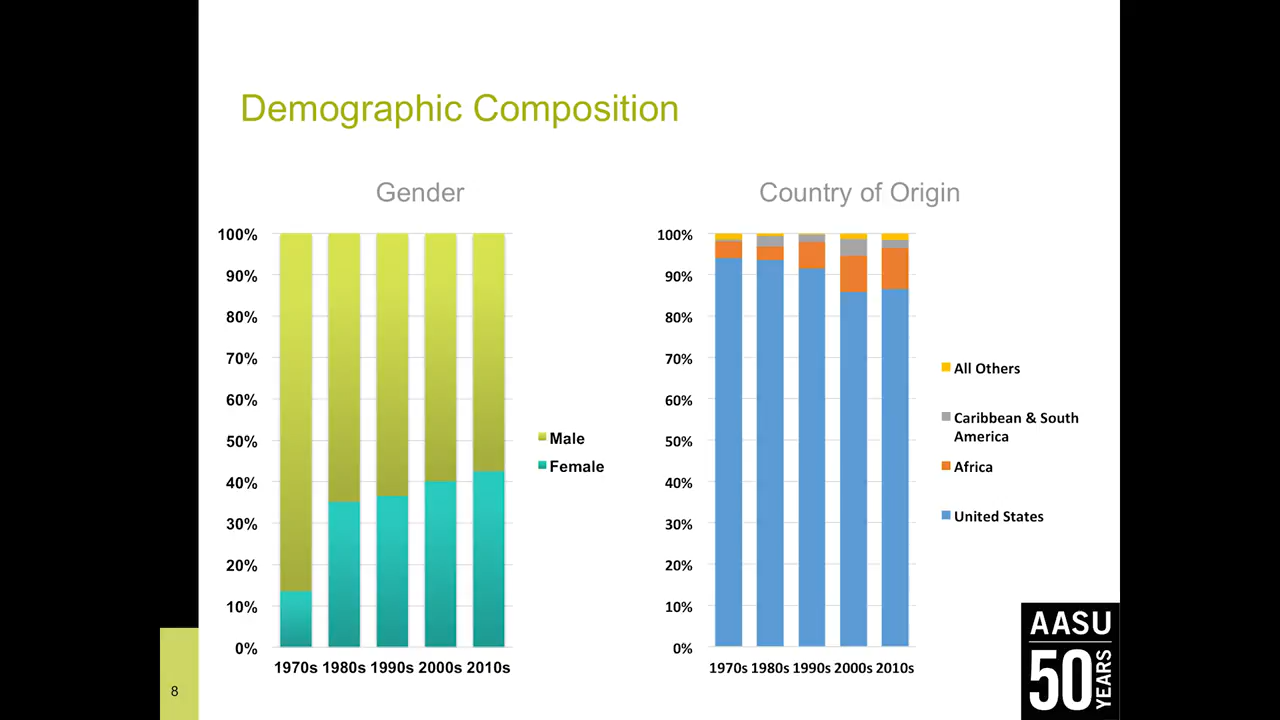 Demographic Composition
Gender
100%
90%
80%
70%
60%
50%
40%
30%
20%
10%
0%
1970s 1980s 1990s 2000s 2010s
Male
Female
Country of Origin
100%
90%
80%
70%
60%
50%
40%
30%
20%
10%
0%
1970s 1980s 1990s 2000s 2010s
All Others
Caribbean & South
America
Africa
United States
8
AASU
50
YEARS